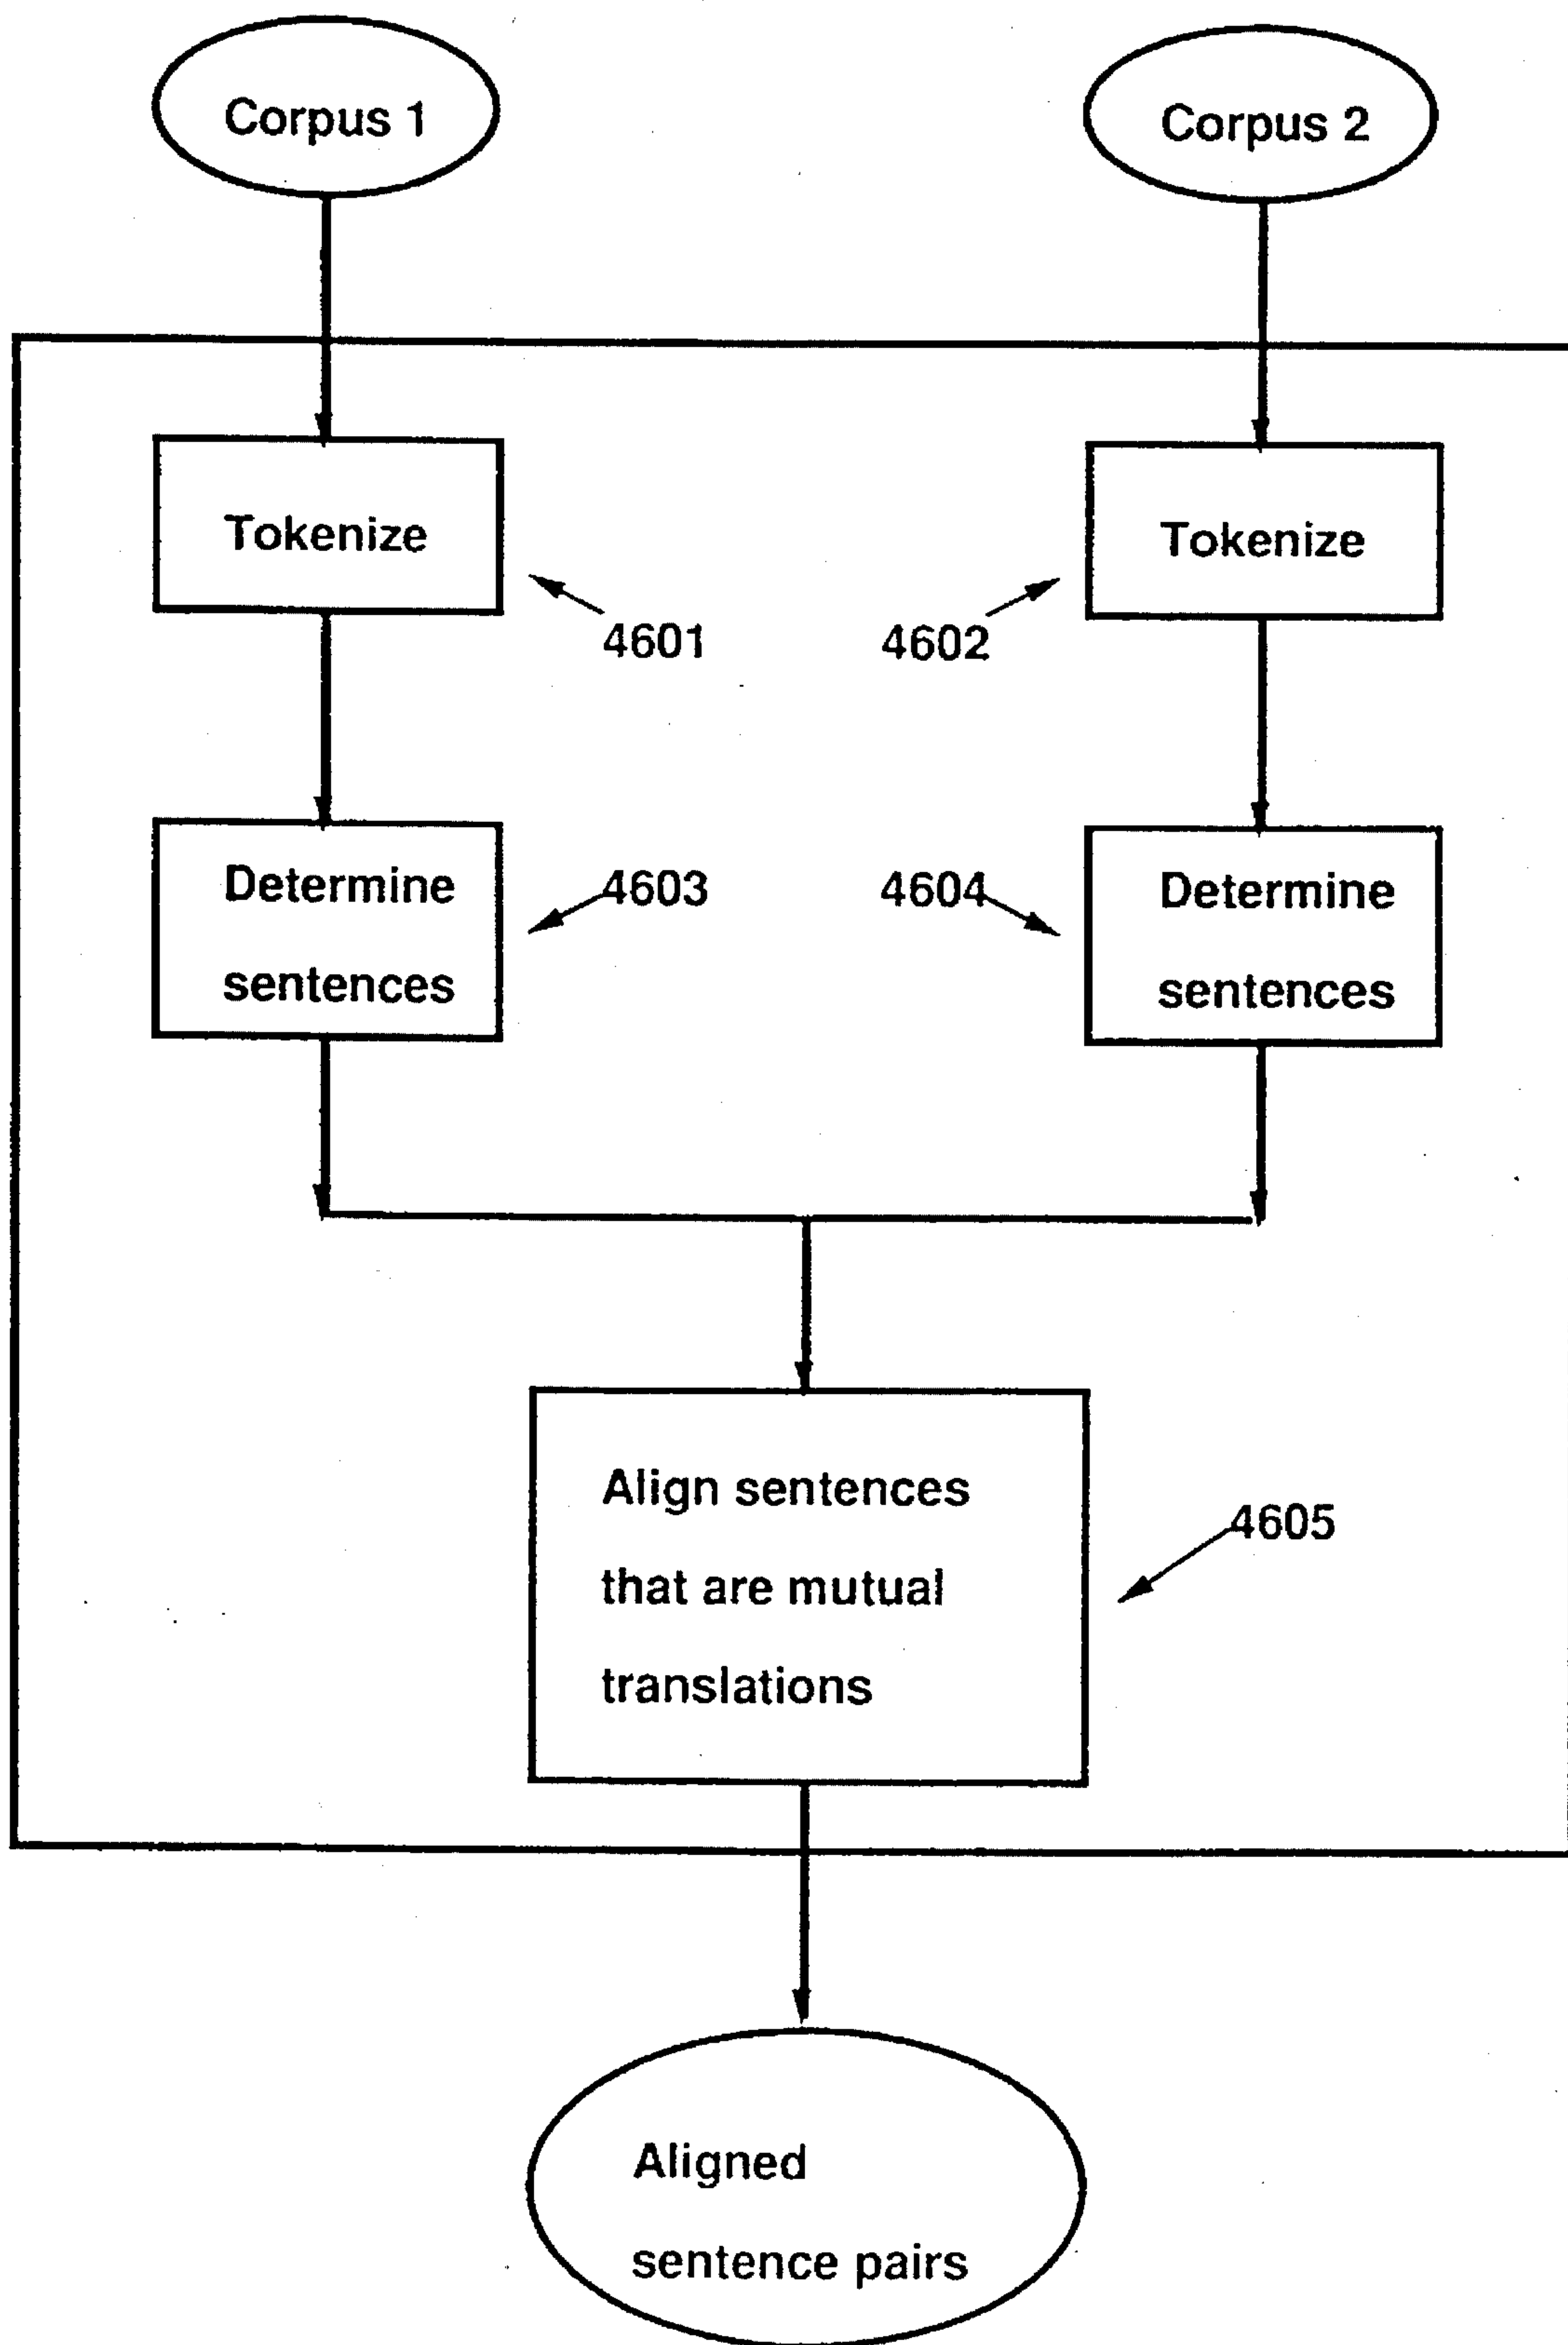 Corpus 1
Corpus 2
Tokenize
Tokenize
4601
4602
Determine
sentences
4603
4604
Determine
sentences
Align sentences
that are mutual
translations
4605
Aligned
sentence pairs